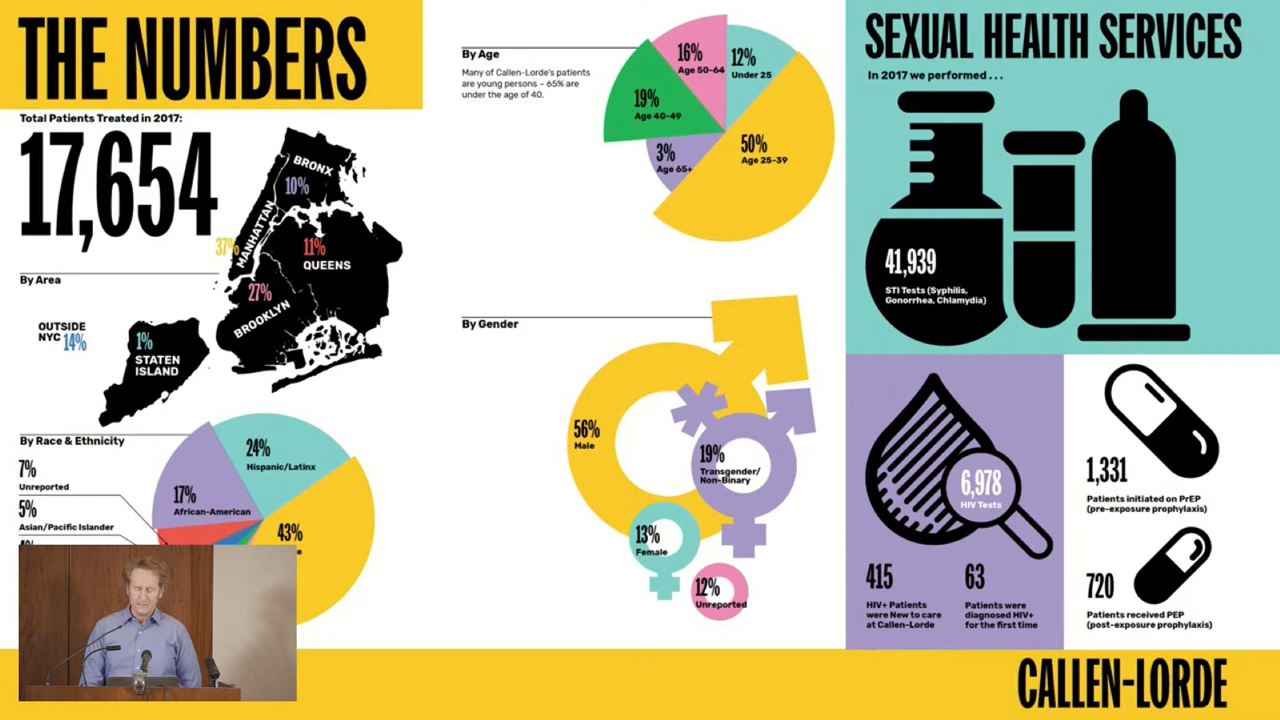 THE NUMBERS
Total Patients Treated in 2017:
17,654
BRONX
10%
MANHATTAN
37%
11%
QUEENS
27%
BROOKLYN
By Area
OUTSIDE
NYC 14%
1%
STATEN
ISLAND
By Race & Ethnicity
7%
Unreported
5%
Asian/Pacific Islander
24%
Hispanic/Latinx
17%
African-American
43%
By Age
Many of Callen-Lorde's patients
are young persons – 65% are
under the age of 40.
16%
Age 50-64
12%
Under 25
19%
Age 40-49
3%
Age 65+
50%
Age 25-39
By Gender
56%
Male
19%
Transgender/
Non-Binary
13%
Female
12%
Unreported
SEXUAL HEALTH SERVICES
In 2017 we performed . . .
41,939
STI Tests (Syphilis,
Gonorrhea, Chlamydia)
6,978
HIV Tests
415
HIV+ Patients
were New to care
at Callen-Lorde
63
Patients were
diagnosed HIV+
for the first time
1,331
Patients initiated on PrEP
(pre-exposure prophylaxis)
720
Patients received PEP
(post-exposure prophylaxis)
CALLEN-LORDE